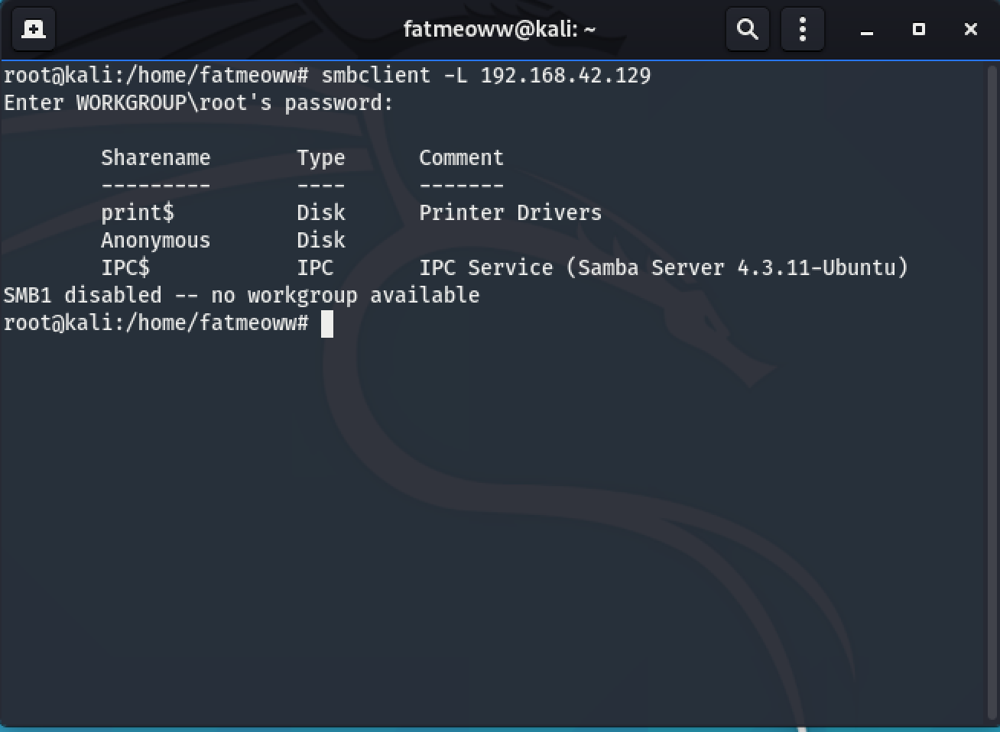 fatmeoww@kali: ~
root@kali:/home/fatmeoww# smbclient -L 192.168.42.129
Enter WORKGROUP\root's password:
Sharename Type Comment
--------- ---- -------
print$ Disk Printer Drivers
Anonymous Disk
IPC$ IPC IPC Service (Samba Server 4.3.11-Ubuntu)
SMB1 disabled -- no workgroup available
root@kali:/home/fatmeoww#